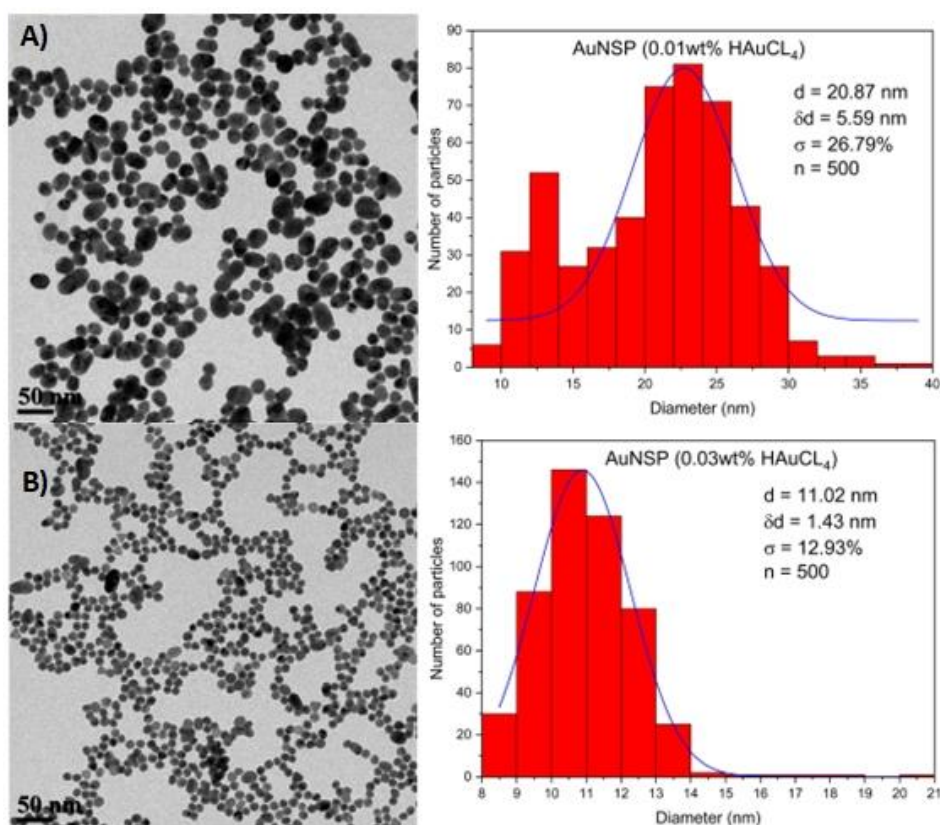 A)
50 nm
AuNSP (0.01wt% HAuCL₄)
d = 20.87 nm
δd = 5.59 nm
σ = 26.79%
n = 500
Number of particles
90
80
70
60
50
40
30
20
10
0
10 15 20 25 30 35 40
Diameter (nm)
B)
50 nm
AuNSP (0.03wt% HAuCL₄)
d = 11.02 nm
δd = 1.43 nm
σ = 12.93%
n = 500
Number of particles
160
140
120
100
80
60
40
20
0
8 9 10 11 12 13 14 15 16 17 18 19 20 21
Diameter (nm)